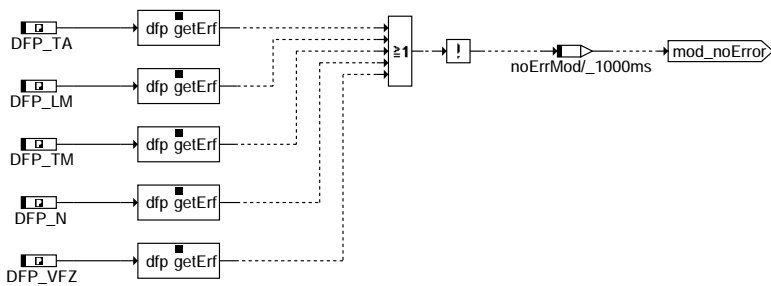 DFP_TA
dfp getErf
≥1
!
noErrMod/_1000ms
mod_noError
DFP_LM
dfp getErf
DFP_TM
dfp getErf
DFP_N
dfp getErf
DFP_VFZ
dfp getErf